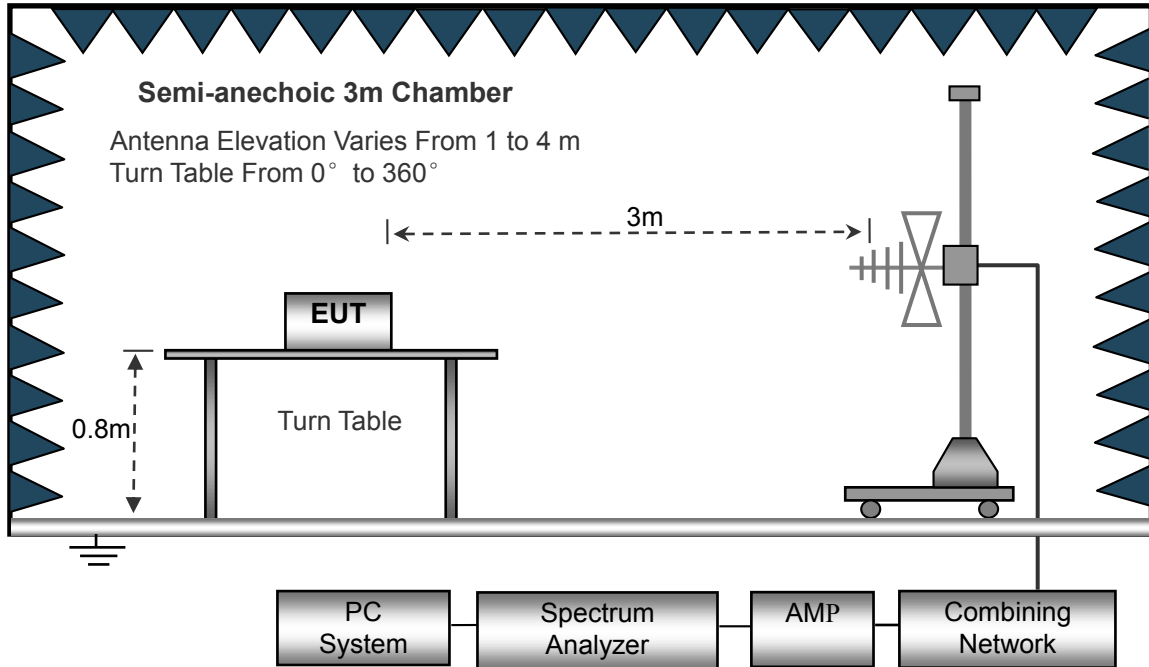 Semi-anechoic 3m Chamber
Antenna Elevation Varies From 1 to 4 m
Turn Table From 0° to 360°
3m
EUT
0.8m
Turn Table
PC
System
Spectrum
Analyzer
AMP
Combining
Network